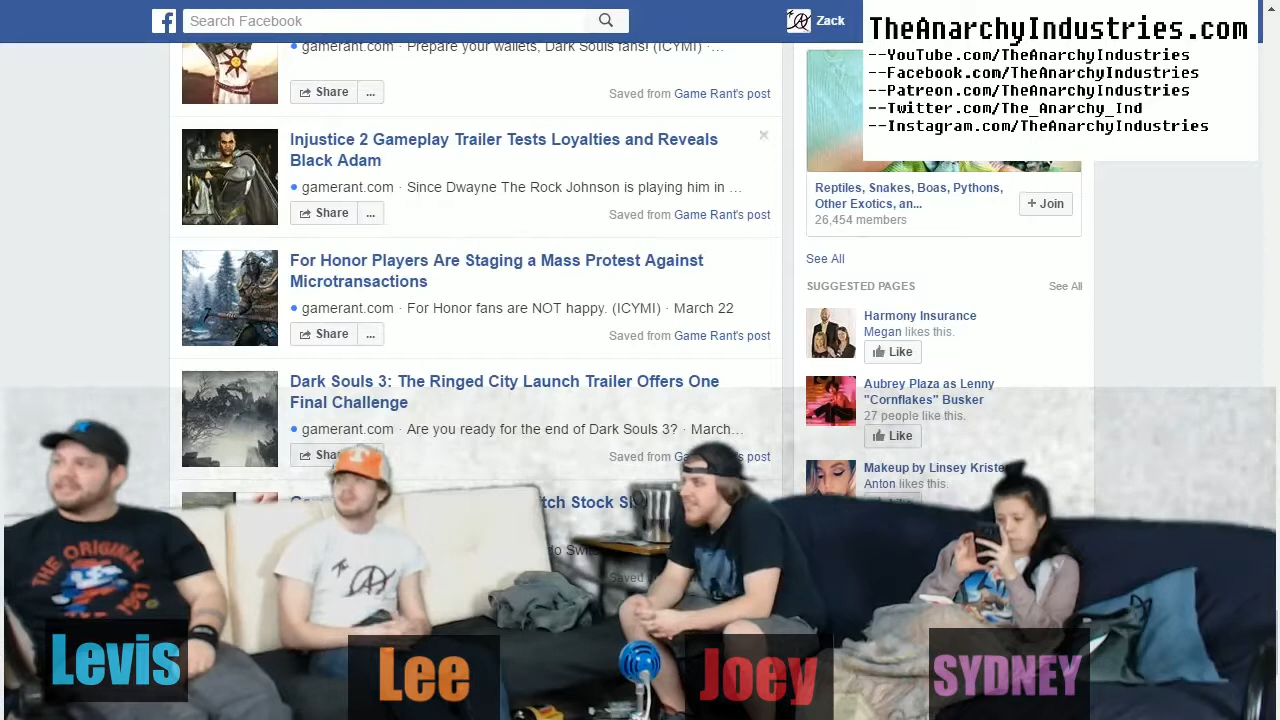 Search Facebook
Zack
TheAnarchyIndustries.com
--YouTube.com/TheAnarchyIndustries
--Facebook.com/TheAnarchyIndustries
--Patreon.com/TheAnarchyIndustries
--Twitter.com/The_Anarchy_Ind
--Instagram.com/TheAnarchyIndustries
gamerant.com · Prepare your wallets, Dark Souls fans! (ICYMI) ·...
Share ...
Saved from Game Rant's post
Injustice 2 Gameplay Trailer Tests Loyalties and Reveals
Black Adam
gamerant.com · Since Dwayne The Rock Johnson is playing him in ...
Share ...
Saved from Game Rant's post
For Honor Players Are Staging a Mass Protest Against
Microtransactions
gamerant.com · For Honor fans are NOT happy. (ICYMI) · March 22
Share ...
Saved from Game Rant's post
Dark Souls 3: The Ringed City Launch Trailer Offers One
Final Challenge
gamerant.com · Are you ready for the end of Dark Souls 3? · March...
Saved from post
Stock
Saved
Reptiles, Snakes, Boas, Pythons,
Other Exotics, an...
26,454 members
+ Join
See All
SUGGESTED PAGES
See All
Harmony Insurance
Megan likes this.
Like
Aubrey Plaza as Lenny
"Cornflakes" Busker
27 people like this.
Like
Makeup by Linsey
Anton likes this.
THE ORIGINAL
1981
The
Levis
Lee
Joey
SYDNEY